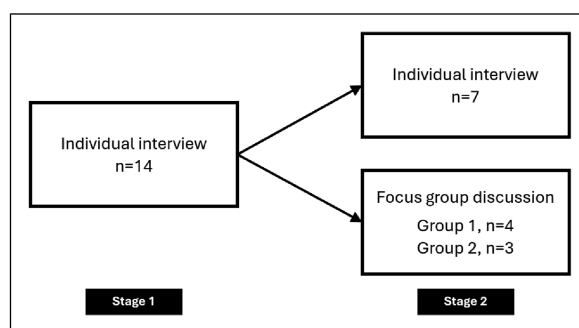 Individual interview
n=14
Individual interview
n=7
Focus group discussion
Group 1, n=4
Group 2, n=3
Stage 1
Stage 2